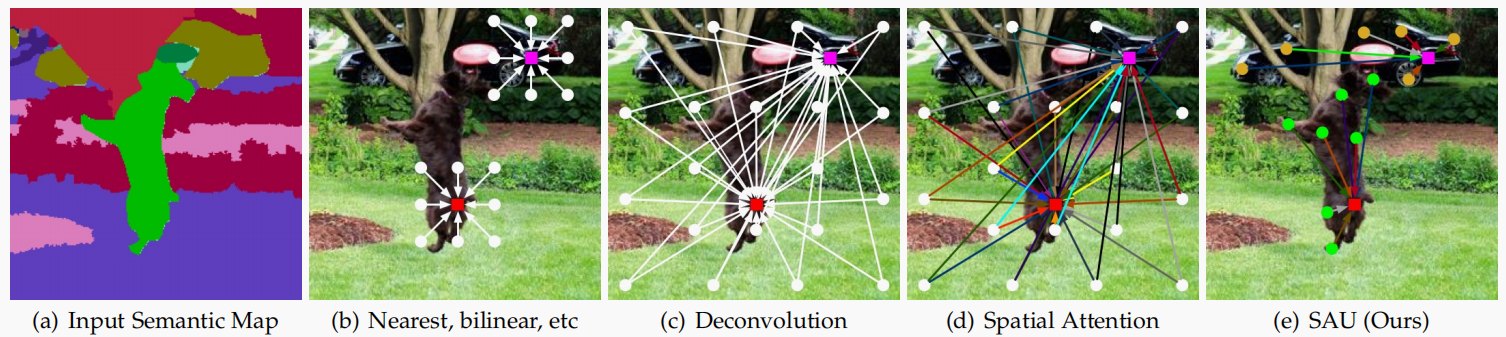 (a) Input Semantic Map
(b) Nearest, bilinear, etc
(c) Deconvolution
(d) Spatial Attention
(e) SAU (Ours)